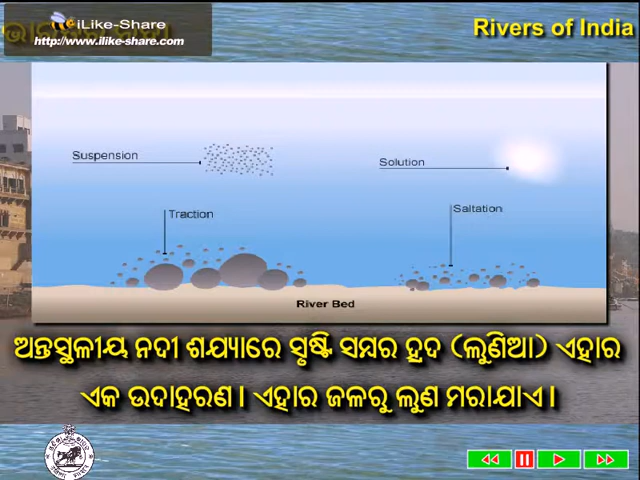 iLike-Share
http://www.ilike-share.com
Rivers of India
Suspension
Solution
Traction
Saltation
River Bed
ଅନ୍ତସ୍ଥଳୀୟ ନଦୀ ଶଯ୍ୟାରେ ସୃଷ୍ଟି ସମ୍ବର ହ୍ରଦ (ଲୁଣିଆ) ଏହାର
ଏକ ଉଦାହରଣ। ଏହାର ଜଳରୁ ଲୁଣ ମରାଯାଏ।